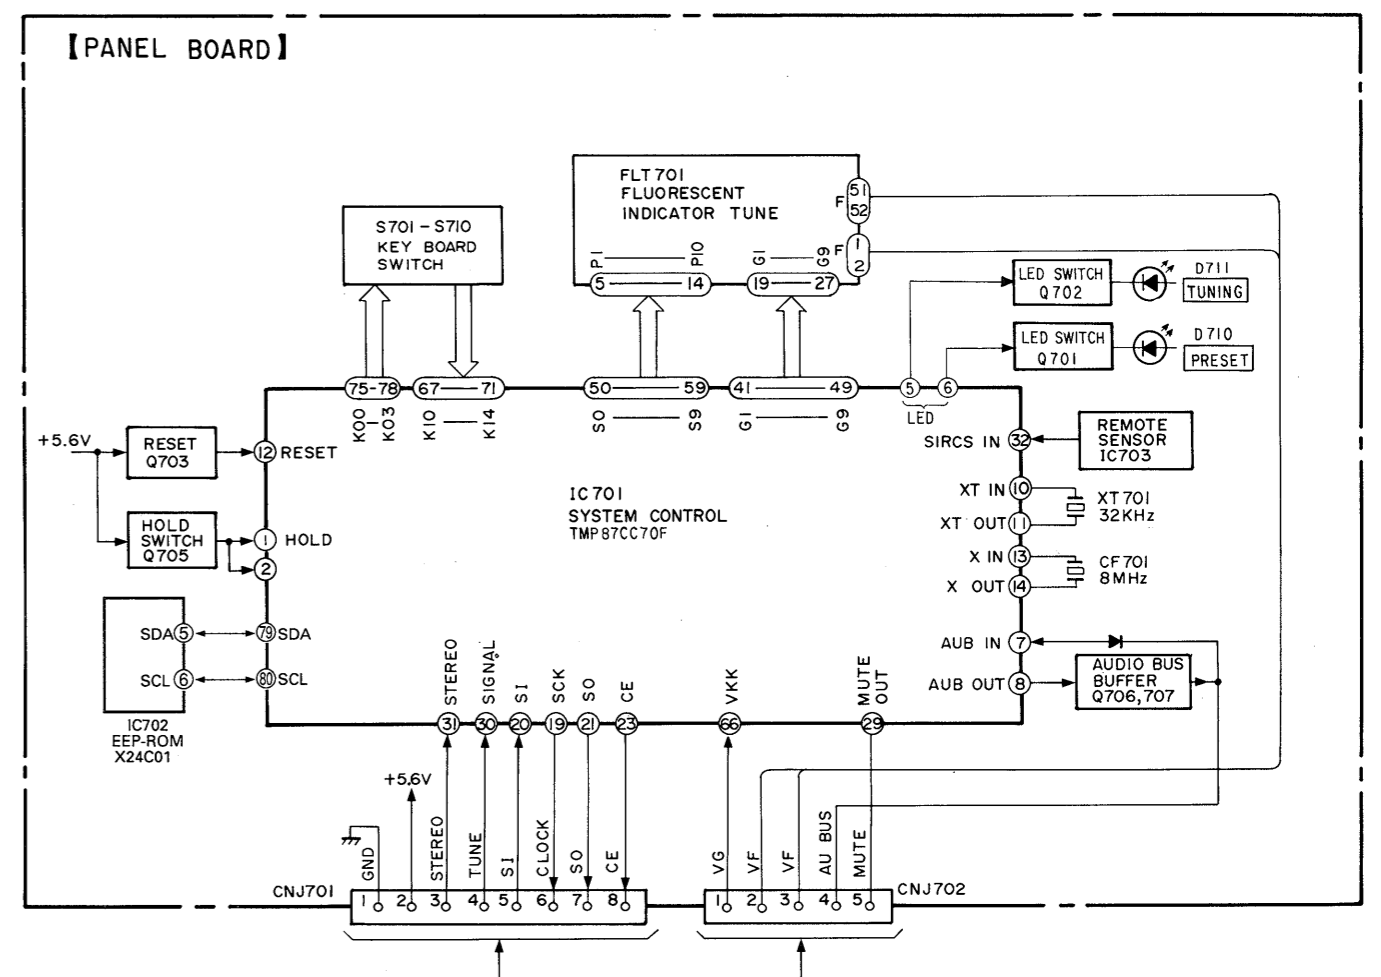 【PANEL BOARD】
FLT701
FLUORESCENT
INDICATOR TUNE
F
51
52
F
1
2
P1
P10
G1
G9
5
14
19
27
S701-S710
KEY BOARD
SWITCH
LED SWITCH
Q702
D711
TUNING
LED SWITCH
Q701
D710
PRESET
75-78
67
71
50
59
41
49
5
6
K00
K03
K10
K14
S0
S9
G1
G9
LED
+5.6V
RESET
Q703
12
RESET
HOLD
SWITCH
Q705
1
HOLD
2
SDA
5
79
SDA
SCL
6
80
SCL
IC702
EEP-ROM
X24C01
IC701
SYSTEM CONTROL
TMP87CC70F
SIRCS IN
32
REMOTE
SENSOR
IC703
XT IN
10
XT OUT
11
XT701
32KHz
X IN
13
X OUT
14
CF701
8MHz
AUB IN
7
AUB OUT
8
AUDIO BUS
BUFFER
Q706,707
STEREO
SIGNAL
SI
SCK
SO
CE
VKK
MUTE
OUT
31
30
20
19
21
23
66
29
+5.6V
GND
STEREO
TUNE
SI
CLOCK
SO
CE
VG
VF
VF
AU BUS
MUTE
CNJ701
1
2
3
4
5
6
7
8
1
2
3
4
5
CNJ702